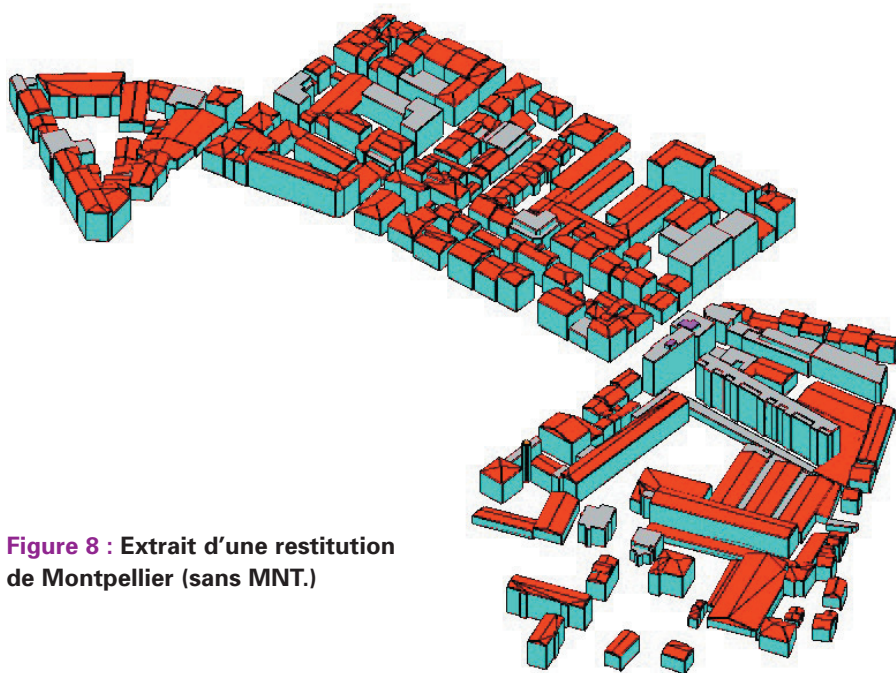 Figure 8 : Extrait d'une restitution
de Montpellier (sans MNT.)